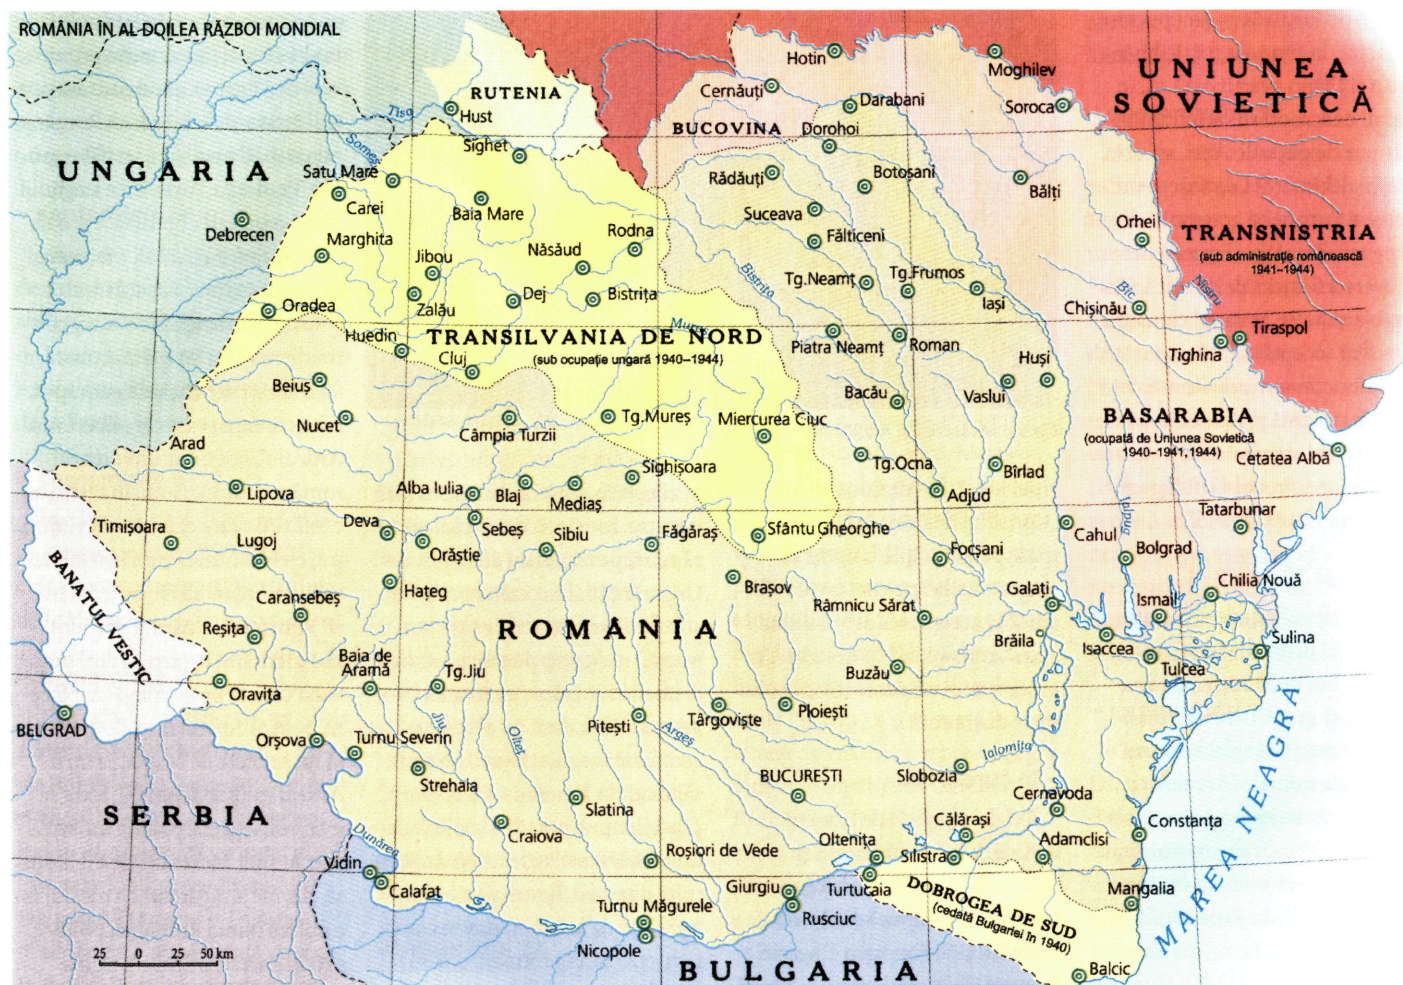 ROMÂNIA ÎN AL DOILEA RĂZBOI MONDIAL
Hotin
Moghilev
UNIUNEA
SOVIETICĂ
RUTENIA
Cernăuți
Darabani
Soroca
Tisa
Hust
BUCOVINA
Dorohoi
Someș
Sighet
UNGARIA
Satu Mare
Rădăuți
Botoșani
Bălți
Carei
Baia Mare
Suceava
Orhei
Debrecen
Marghita
Rodna
Fălticeni
TRANSNISTRIA
(sub administrație românească
1941–1944)
Jibou
Năsăud
Bistrița
Tg.Neamț
Tg.Frumos
Bîc
Nistru
Oradea
Zalău
Dej
Bistrița
Iași
Chișinău
Huedin
TRANSILVANIA DE NORD
(sub ocupație ungară 1940–1944)
Mureș
Tiraspol
Cluj
Piatra Neamț
Roman
Huși
Tighina
Beiuș
Bacău
Vaslui
Nucet
Câmpia Turzii
Tg.Mureș
Miercurea Ciuc
BASARABIA
(ocupată de Uniunea Sovietică
1940–1941, 1944)
Arad
Sighișoara
Tg.Ocna
Bîrlad
Cetatea Albă
Lipova
Alba Iulia
Blaj
Mediaș
Adjud
Ialpug
Tatarbunar
Timișoara
Lugoj
Deva
Sebeș
Sibiu
Făgăraș
Sfântu Gheorghe
Cahul
Orăștie
Focșani
Bolgrad
BANATUL VESTIC
Caransebeș
Hațeg
Brașov
Galați
Chilia Nouă
Râmnicu Sărat
Ismail
Reșița
ROMÂNIA
Brăila
Isaccea
Sulina
Baia de
Aramă
Tg.Jiu
Buzău
Tulcea
Oravița
BELGRAD
Pitești
Târgoviște
Ploiești
Orșova
Turnu Severin
Jiu
Olteț
Argeș
Ialomița
MAREA NEAGRĂ
Strehaia
BUCUREȘTI
Slobozia
SERBIA
Slatina
Cernavoda
Craiova
Călărași
Constanța
Dunărea
Oltenița
Adamclisi
Vidin
Roșiori de Vede
Silistra
Calafat
Giurgiu
Turtucaia
Mangalia
Turnu Măgurele
Rusciuc
DOBROGEA DE SUD
(cedată Bulgariei în 1940)
Nicopole
25 0 25 50 km
BULGARIA
Balcic